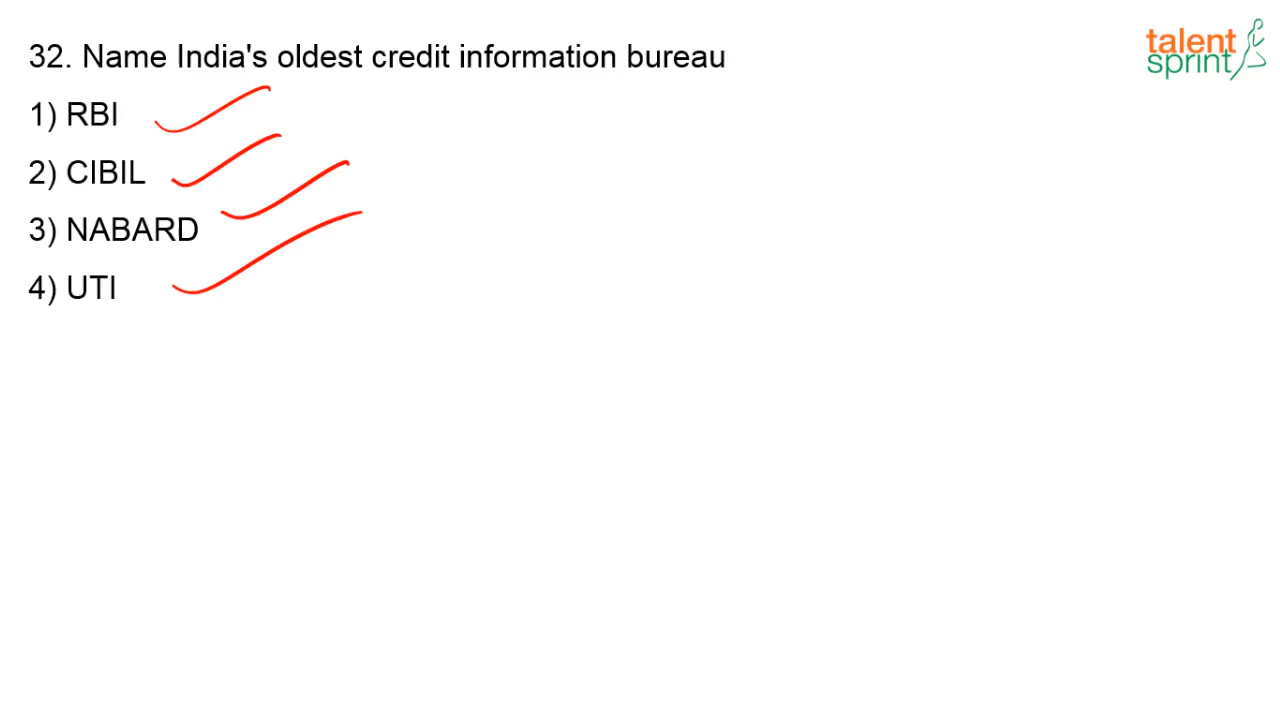 32. Name India's oldest credit information bureau
1) RBI
2) CIBIL
3) NABARD
4) UTI
talent
sprint